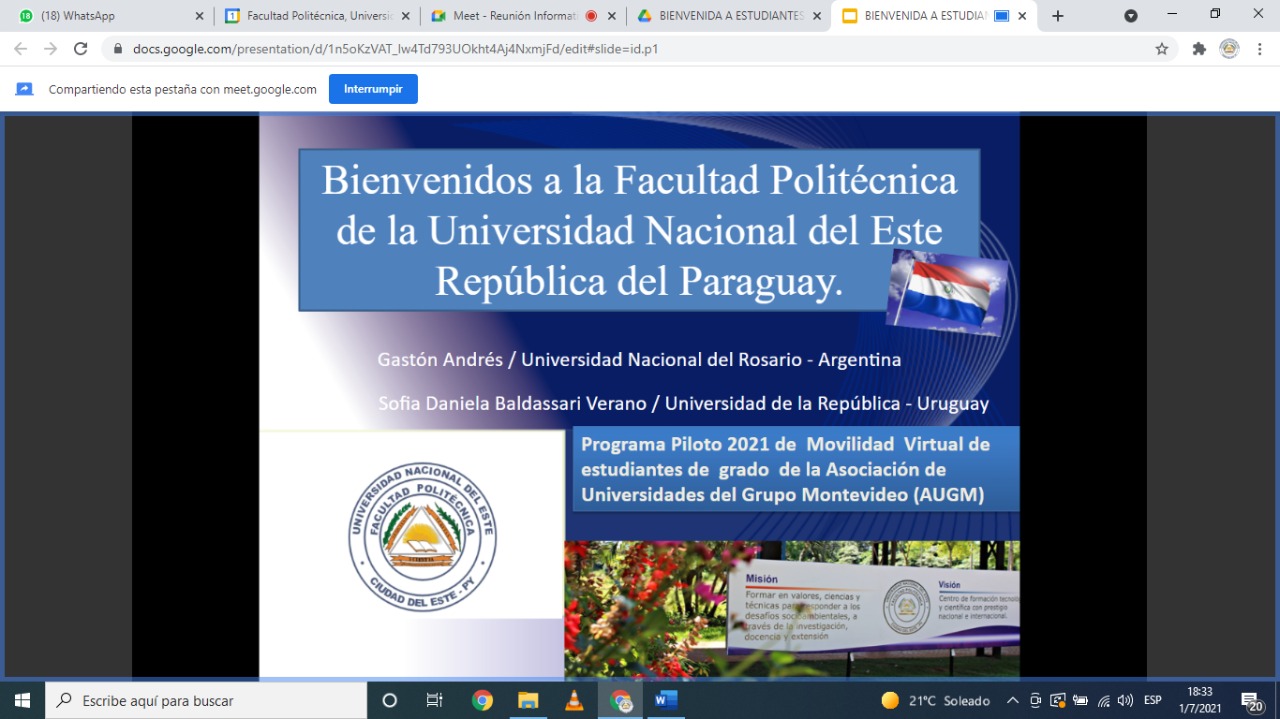 (18) WhatsApp
Facultad Politécnica, Universi
Meet - Reunión Informati
BIENVENIDA A ESTUDIANTES
BIENVENIDA A ESTUDIAN
docs.google.com/presentation/d/1n5oKzVAT_lw4Td793UOkht4Aj4NxmjFd/edit#slide=id.p1
Compartiendo esta pestaña con meet.google.com
Interrumpir
Bienvenidos a la Facultad Politécnica
de la Universidad Nacional del Este
República del Paraguay.
Gastón Andrés / Universidad Nacional del Rosario - Argentina
Sofia Daniela Baldassari Verano / Universidad de la República - Uruguay
Programa Piloto 2021 de Movilidad Virtual de
estudiantes de grado de la Asociación de
Universidades del Grupo Montevideo (AUGM)
UNIVERSIDAD NACIONAL DEL ESTE
FACULTAD POLITÉCNICA
CIUDAD DEL ESTE - PY
Misión
Formar en valores, ciencias y
técnicas para responder a los
desafíos socioambientales, a
través de la investigación,
docencia y extensión
Visión
Centro de formación tecnoló
y científica con prestigio
nacional e internacional.
Escribe aquí para buscar
21°C Soleado
ESP
18:33
1/7/2021
20